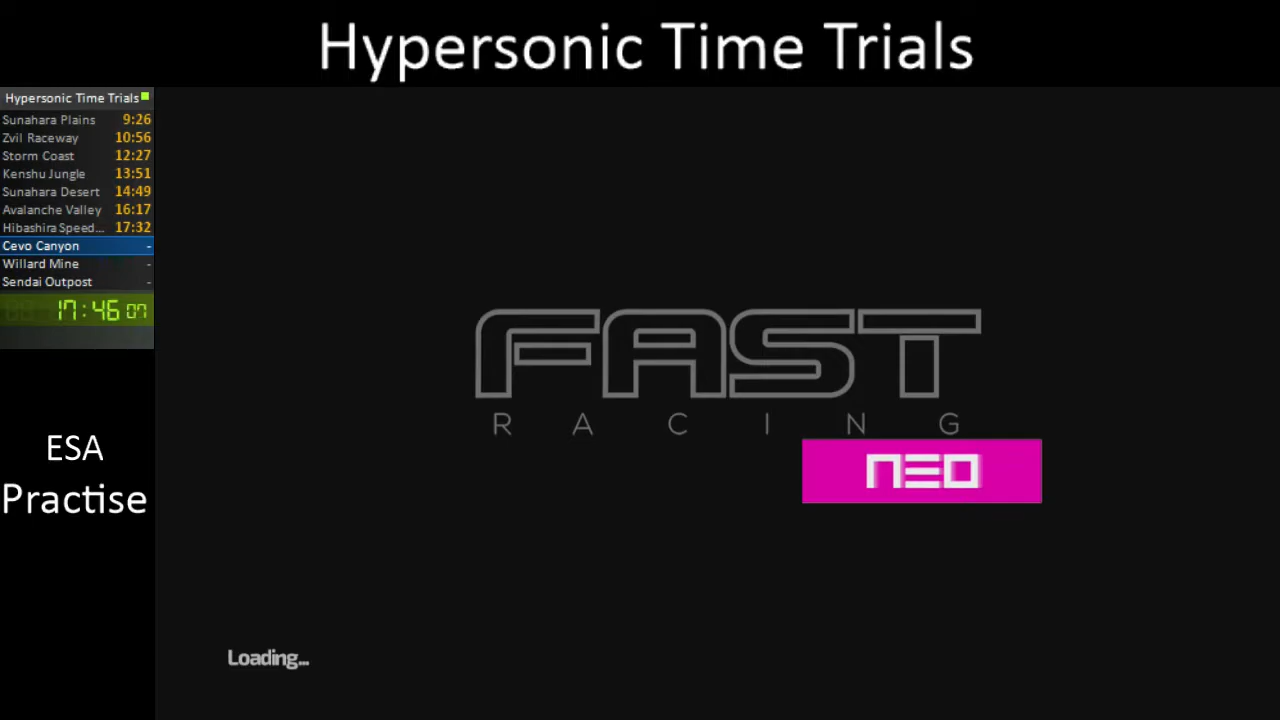 Hypersonic Time Trials
Hypersonic Time Trials
Sunahara Plains 9:26
Zvil Raceway 10:56
Storm Coast 12:27
Kenshu Jungle 13:51
Sunahara Desert 14:49
Avalanche Valley 16:17
Hibashira Speed... 17:32
Cevo Canyon -
Willard Mine -
Sendai Outpost -
17:46 07
FAST
RACING
NEO
ESA
Practise
Loading...